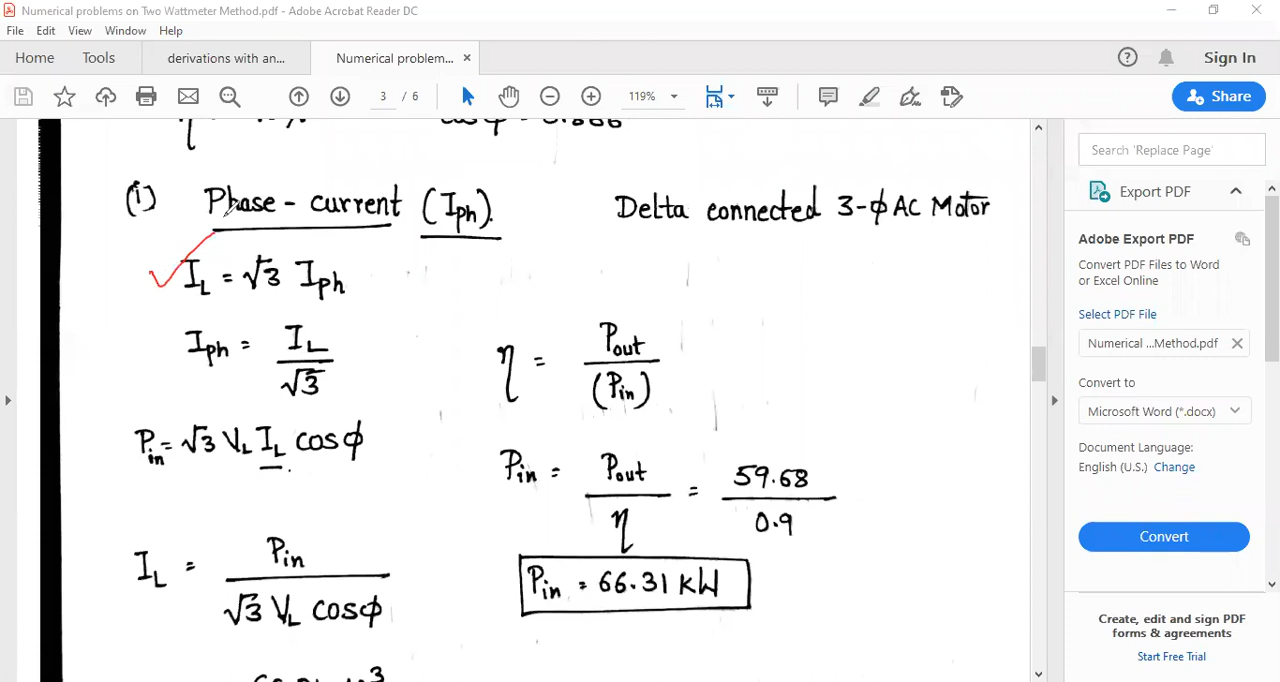 Numerical problems on Two Wattmeter Method.pdf - Adobe Acrobat Reader DC
File Edit View Window Help
Home Tools derivations with an... Numerical problem... × Sign In
3 / 6 119% Share
(i) Phase - current (Iph). Delta connected 3-ϕ AC Motor
IL = √3 Iph
Iph = IL / √3
η = Pout / (Pin)
Pin = √3 VL IL cosϕ
Pin = Pout / η = 59.68 / 0.9
IL = Pin / √3 VL cosϕ
Pin = 66.31 KW
Search 'Replace Page'
Export PDF
Adobe Export PDF
Convert PDF Files to Word
or Excel Online
Select PDF File
Numerical ...Method.pdf ×
Convert to
Microsoft Word (*.docx)
Document Language:
English (U.S.) Change
Convert
Create, edit and sign PDF
forms & agreements
Start Free Trial